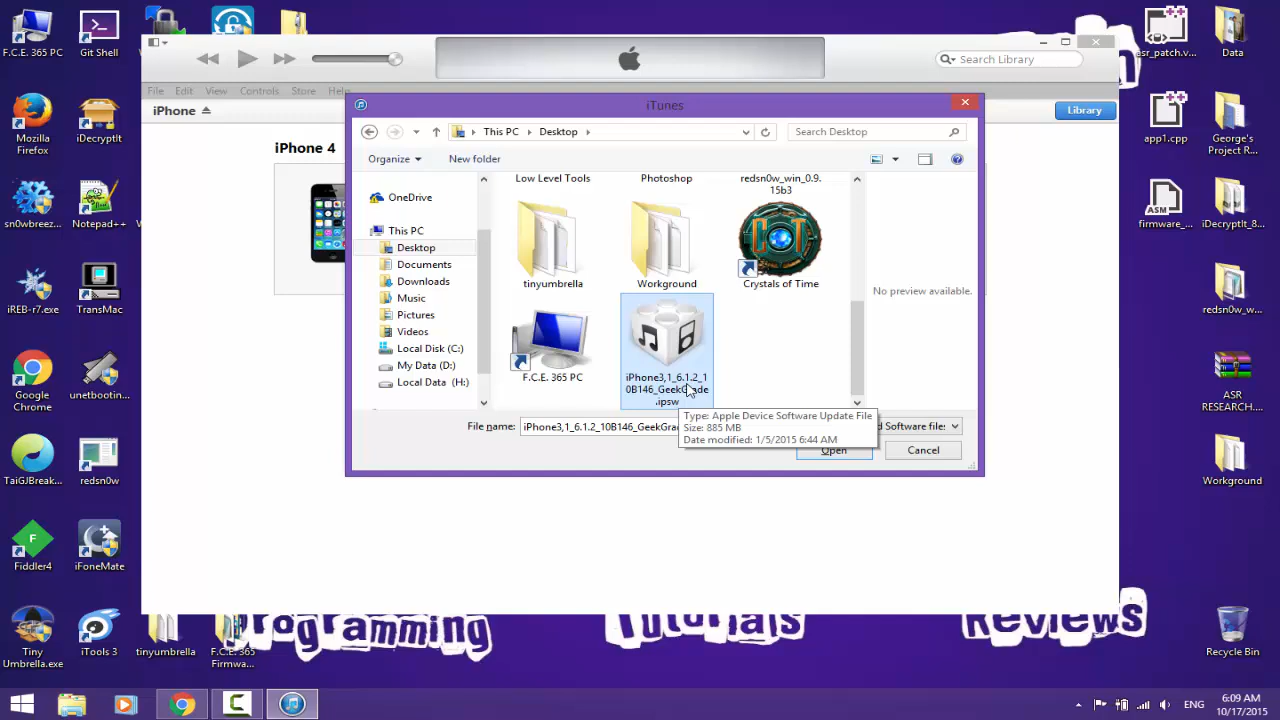 F.C.E. 365 PC
Git Shell
Mozilla
Firefox
iDecryptIt
sn0wbreez...
Notepad++
iREB-r7.exe
TransMac
Google
Chrome
unetbootin...
TaiGJBreak...
redsn0w
Fiddler4
iFoneMate
Tiny
Umbrella.exe
iTools 3
tinyumbrella
F.C.E. 365
Firmwa...
Search Library
File Edit View Controls Store Help
iPhone
Library
iPhone 4
iTunes
This PC
Desktop
Search Desktop
Organize
New folder
OneDrive
This PC
Desktop
Documents
Downloads
Music
Pictures
Videos
Local Disk (C:)
My Data (D:)
Local Data (H:)
Low Level Tools
Photoshop
redsn0w_win_0.9.
15b3
tinyumbrella
Workground
Crystals of Time
F.C.E. 365 PC
iPhone3,1_6.1.2_1
0B146_GeekGrade
.ipsw
No preview available.
Type: Apple Device Software Update File
Size: 885 MB
Date modified: 1/5/2015 6:44 AM
File name:
iPhone3,1_6.1.2_10B146_GeekGra
d Software file:
Open
Cancel
asr_patch.v...
Data
app1.cpp
George's
Project R...
ASM
firmware_...
iDecryptIt_8...
redsn0w_w...
ASR
RESEARCH....
Workground
Recycle Bin
Programming
Tutorials
Reviews
ENG
6:09 AM
10/17/2015